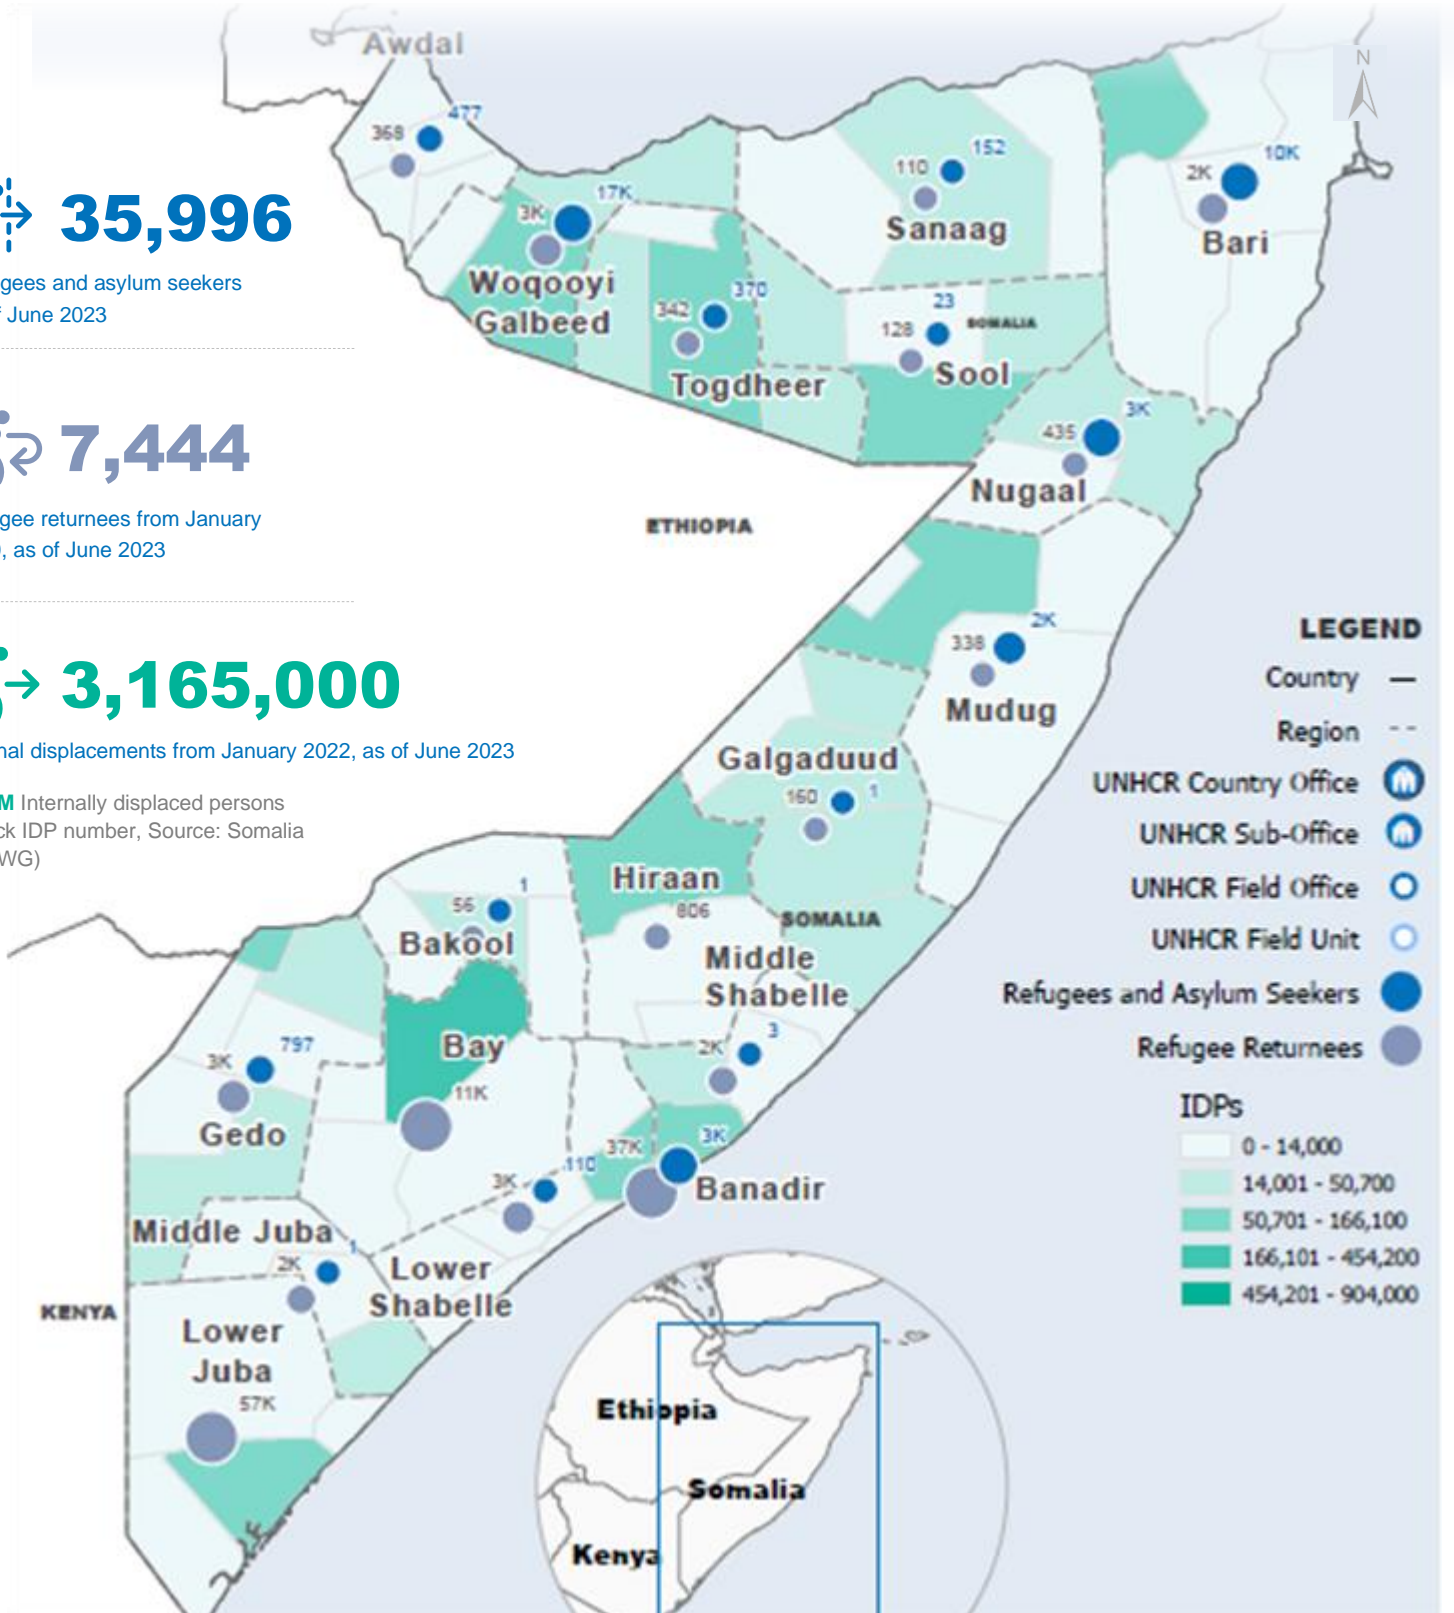 35,996
gees and asylum seekers
June 2023
7,444
gee returnees from January
, as of June 2023
3,165,000
nal displacements from January 2022, as of June 2023
M Internally displaced persons
ck IDP number, Source: Somalia
WG)
N
Awdal
477
368
17K
3K
Woqooyi
Galbeed
370
342
Togdheer
152
110
Sanaag
10K
2K
Bari
23
128
SOMALIA
Sool
3K
435
Nugaal
ETHIOPIA
2K
338
Mudug
Galgaduud
160
1
Hiraan
806
SOMALIA
1
56
Bakool
Middle
Shabelle
3
2K
Bay
11K
797
3K
Gedo
37K
3K
Banadir
110
3K
Middle Juba
1
2K
Lower
Shabelle
KENYA
Lower
Juba
57K
LEGEND
Country
Region
UNHCR Country Office
UNHCR Sub-Office
UNHCR Field Office
UNHCR Field Unit
Refugees and Asylum Seekers
Refugee Returnees
IDPs
0 - 14,000
14,001 - 50,700
50,701 - 166,100
166,101 - 454,200
454,201 - 904,000
Ethiopia
Somalia
Kenya